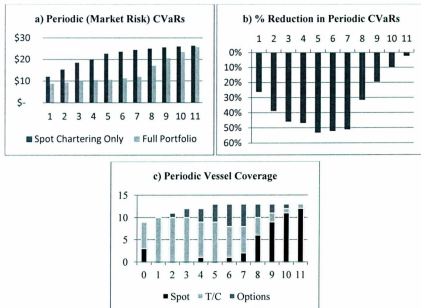 a) Periodic (Market Risk) CVaRs
$30
$20
$10
$-
1 2 3 4 5 6 7 8 9 10 11
Spot Chartering Only Full Portfolio
b) % Reduction in Periodic CVaRs
1 2 3 4 5 6 7 8 9 10 11
0%
10%
20%
30%
40%
50%
60%
c) Periodic Vessel Coverage
15
10
5
0
0 1 2 3 4 5 6 7 8 9 10 11
Spot T/C Options